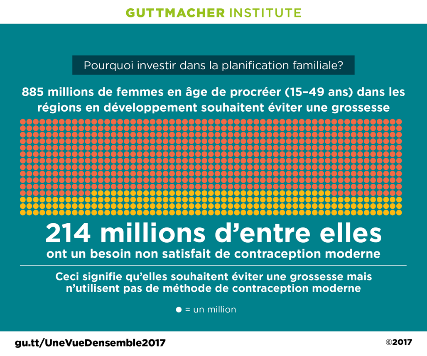 GUTTMACHER INSTITUTE
Pourquoi investir dans la planification familiale?
885 millions de femmes en âge de procréer (15–49 ans) dans les
régions en développement souhaitent éviter une grossesse
214 millions d'entre elles
ont un besoin non satisfait de contraception moderne
Ceci signifie qu'elles souhaitent éviter une grossesse mais
n'utilisent pas de méthode de contraception moderne
= un million
gu.tt/UneVueDensemble2017
©2017